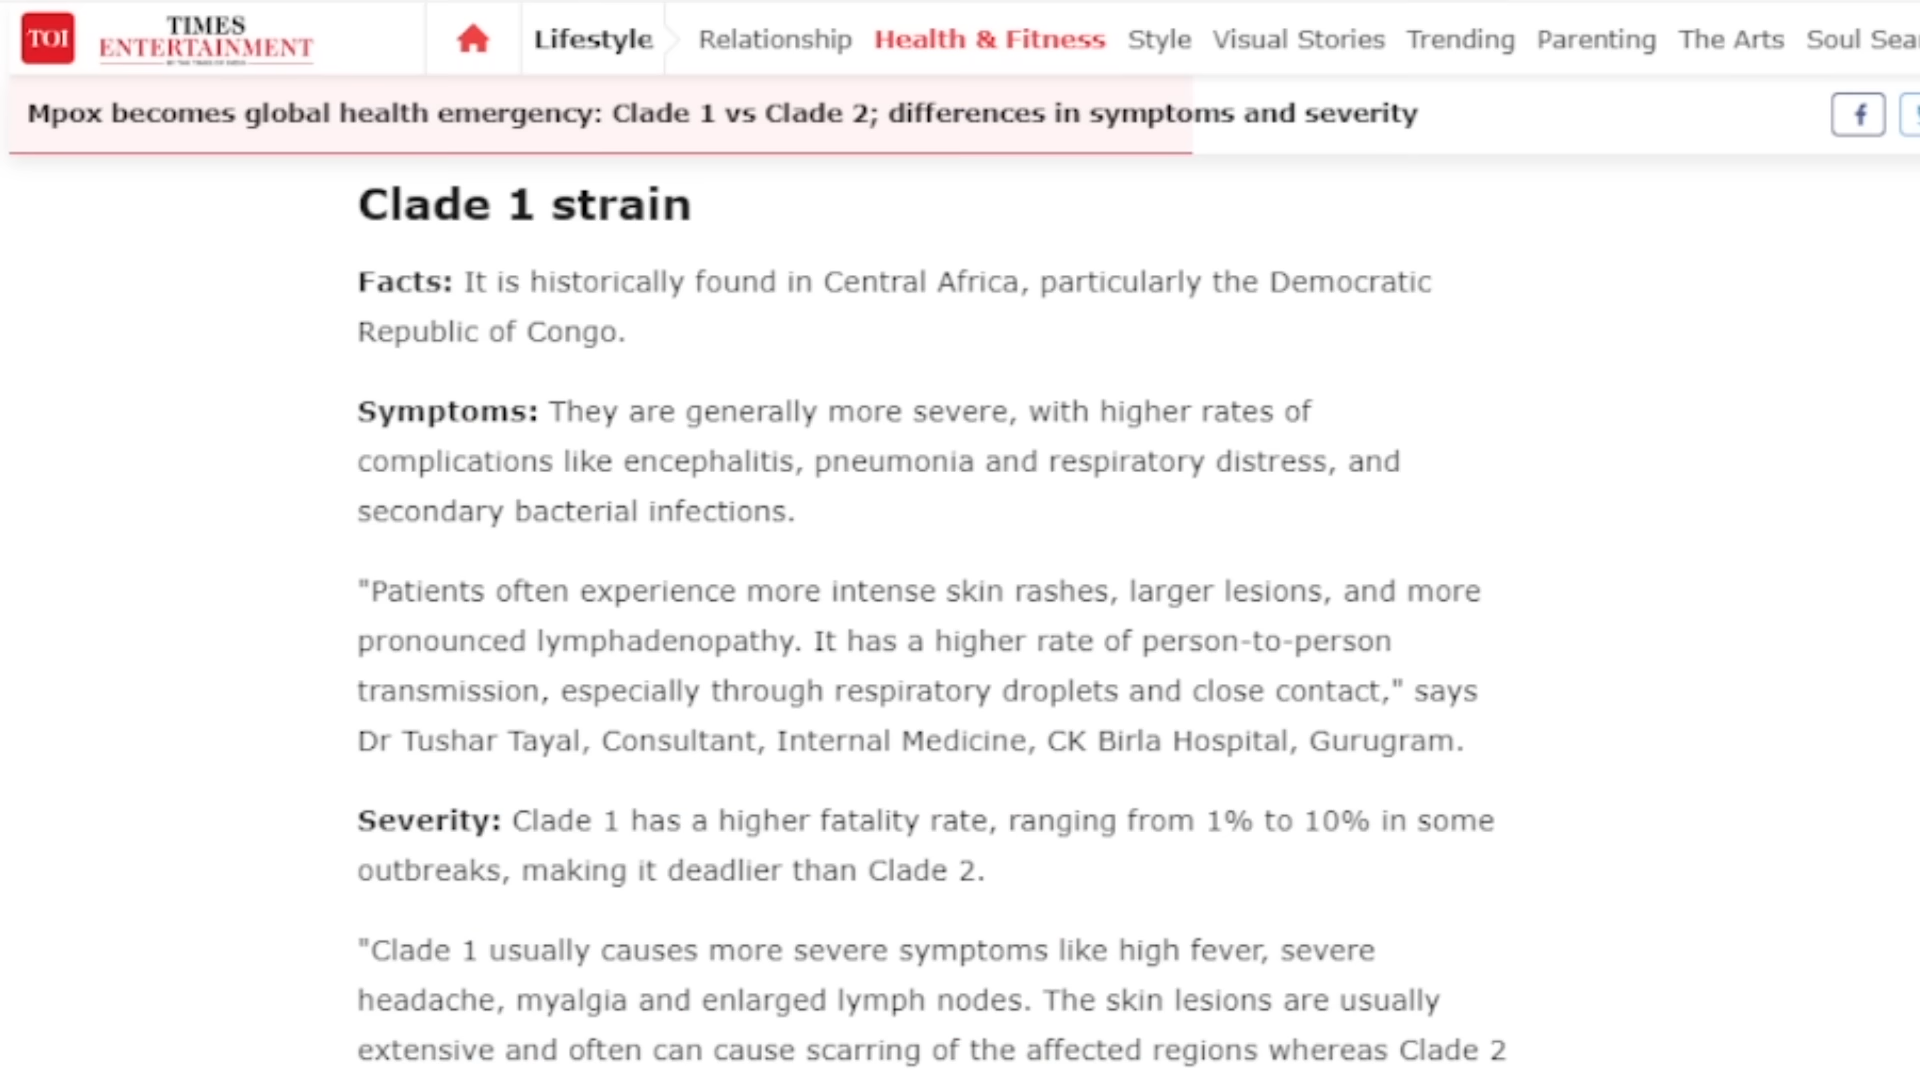 TOI
TIMES
ENTERTAINMENT
Lifestyle Relationship Health & Fitness Style Visual Stories Trending Parenting The Arts Soul Sear
Mpox becomes global health emergency: Clade 1 vs Clade 2; differences in symptoms and severity
f
Clade 1 strain
Facts: It is historically found in Central Africa, particularly the Democratic
Republic of Congo.
Symptoms: They are generally more severe, with higher rates of
complications like encephalitis, pneumonia and respiratory distress, and
secondary bacterial infections.
"Patients often experience more intense skin rashes, larger lesions, and more
pronounced lymphadenopathy. It has a higher rate of person-to-person
transmission, especially through respiratory droplets and close contact," says
Dr Tushar Tayal, Consultant, Internal Medicine, CK Birla Hospital, Gurugram.
Severity: Clade 1 has a higher fatality rate, ranging from 1% to 10% in some
outbreaks, making it deadlier than Clade 2.
"Clade 1 usually causes more severe symptoms like high fever, severe
headache, myalgia and enlarged lymph nodes. The skin lesions are usually
extensive and often can cause scarring of the affected regions whereas Clade 2